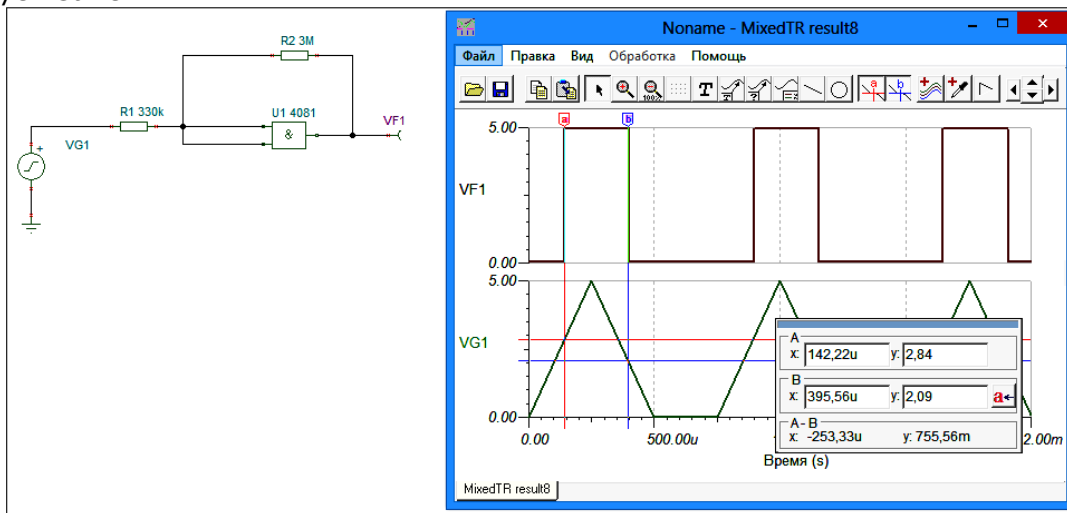 R2 3M
R1 330k
U1 4081
&
VF1
VG1
+
Noname - MixedTR result8
Файл Правка Вид Обработка Помощь
100%
T
a
b
a
b
5.00
VF1
0.00
5.00
VG1
0.00
0.00
500.00u
2.00m
Время (s)
A
x: 142,22u y: 2,84
B
x: 395,56u y: 2,09
a
A - B
x: -253,33u y: 755,56m
MixedTR result8